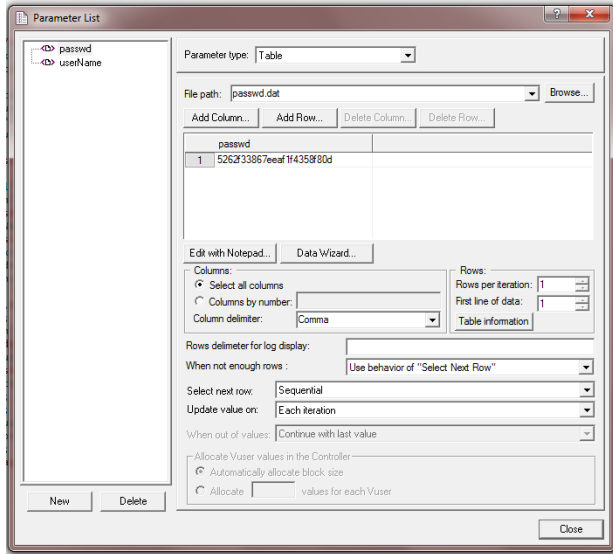 Parameter List
passwd
userName
Parameter type: Table
File path: passwd.dat Browse...
Add Column... Add Row... Delete Column... Delete Row...
passwd
1 5262f33867eeaf1f4358f80d
Edit with Notepad... Data Wizard...
Columns:
Select all columns
Columns by number:
Column delimiter: Comma
Rows:
Rows per iteration: 1
First line of data: 1
Table information
Rows delimeter for log display:
When not enough rows : Use behavior of "Select Next Row"
Select next row: Sequential
Update value on: Each iteration
When out of values: Continue with last value
Allocate Vuser values in the Controller
Automatically allocate block size
Allocate values for each Vuser
New Delete
Close